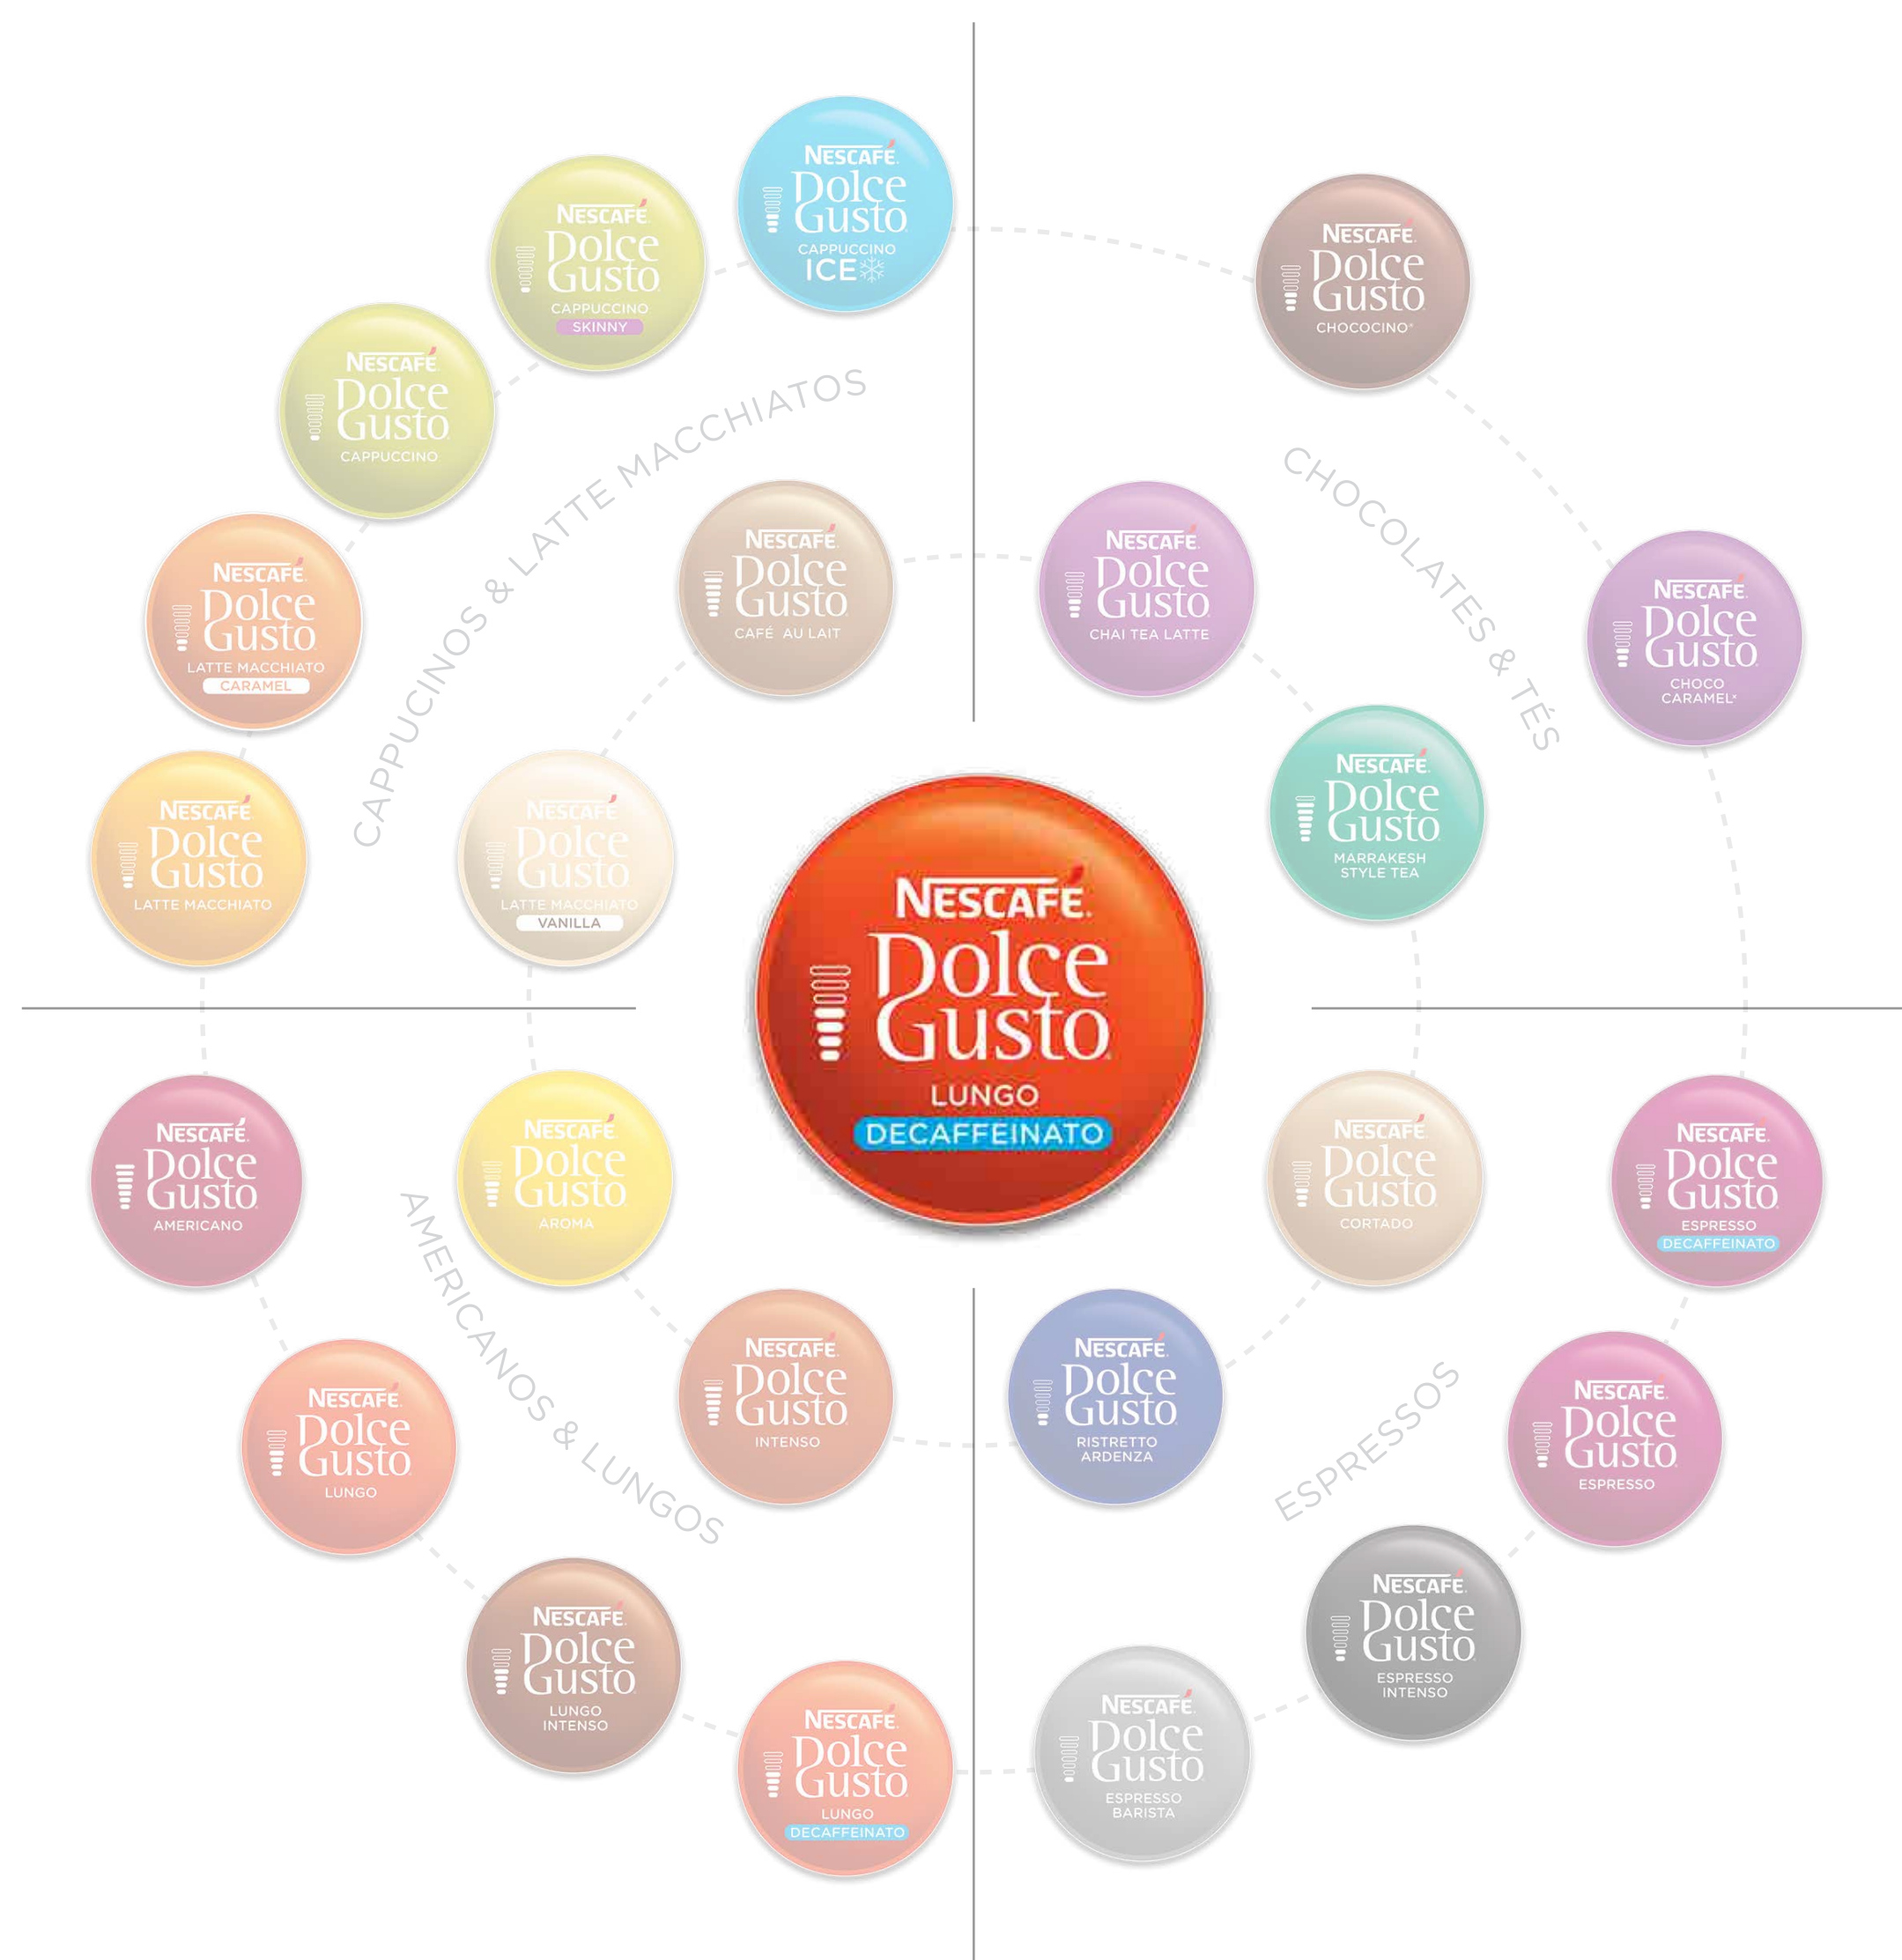 NESCAFÉ.
Dolce
Gusto
CAPPUCCINO
ICE
NESCAFÉ.
Dolce
Gusto
CAPPUCCINO
SKINNY
NESCAFÉ.
Dolce
Gusto
CAPPUCCINO
NESCAFÉ.
Dolce
Gusto
LATTE MACCHIATO
CARAMEL
NESCAFÉ.
Dolce
Gusto
LATTE MACCHIATO
CAPPUCINOS & LATTE MACCHIATOS
NESCAFÉ.
Dolce
Gusto
CAFÉ AU LAIT
NESCAFÉ.
Dolce
Gusto
LATTE MACCHIATO
VANILLA
NESCAFÉ.
Dolce
Gusto
CHOCOCINO®
NESCAFÉ.
Dolce
Gusto
CHOCO
CARAMEL*
CHOCOLATES & TÉS
NESCAFÉ.
Dolce
Gusto
CHAI TEA LATTE
NESCAFÉ.
Dolce
Gusto
MARRAKESH
STYLE TEA
NESCAFÉ.
Dolce
Gusto
LUNGO
DECAFFEINATO
NESCAFÉ.
Dolce
Gusto
AMERICANO
NESCAFÉ.
Dolce
Gusto
AROMA
AMERICANOS & LUNGOS
NESCAFÉ.
Dolce
Gusto
INTENSO
NESCAFÉ.
Dolce
Gusto
LUNGO
NESCAFÉ.
Dolce
Gusto
LUNGO
INTENSO
NESCAFÉ.
Dolce
Gusto
LUNGO
DECAFFEINATO
NESCAFÉ.
Dolce
Gusto
CORTADO
NESCAFÉ.
Dolce
Gusto
ESPRESSO
DECAFFEINATO
NESCAFÉ.
Dolce
Gusto
RISTRETTO
ARDENZA
ESPRESSOS
NESCAFÉ.
Dolce
Gusto
ESPRESSO
NESCAFÉ.
Dolce
Gusto
ESPRESSO
INTENSO
NESCAFÉ.
Dolce
Gusto
ESPRESSO
BARISTA